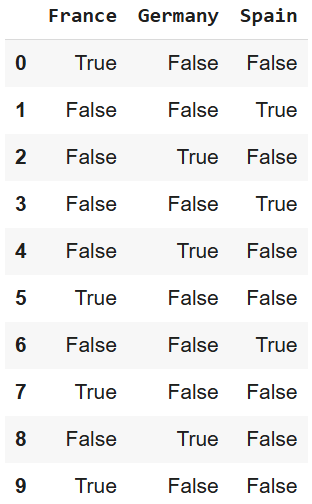 France Germany Spain
0 True False False
1 False False True
2 False True False
3 False False True
4 False True False
5 True False False
6 False False True
7 True False False
8 False True False
9 True False False